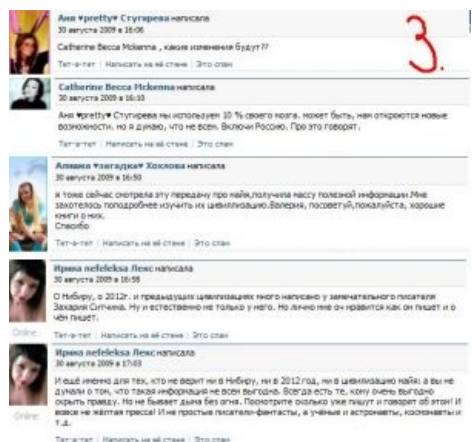 Аня ♥pretty♥ Стугирева написала
3.
30 августа 2009 в 16:06
Catherine Becca Mckenna , какие изменения будут??
Тет-а-тет | Написать на её стене | Это спам
Catherine Becca Mckenna написала
30 августа 2009 в 16:10
Аня ♥pretty♥ Стугирева мы используем 10 % своего мозга. может быть, нам откроются новые
возможности. но я думаю, что не всем. Включи Россию. Про это говорят.
Тет-а-тет | Написать на её стене | Это спам
♥загадка♥ Хохлова написала
30 августа 2009 в 16:50
я тоже сейчас смотрела эту передачу про майя,получила массу полезной информации.Мне
захотелось поподробнее изучить их цивилизацию.Валерия, посоветуй,пожалуйста, хорошие
книги о них.
Спасибо
Тет-а-тет | Написать на её стене | Это спам
Ирина nefeleksa Лекс написала
30 августа 2009 в 16:58
О Нибиру, о 2012г. и предыдущих цивилизациях много написано у замечательного писателя
Захария Ситчина. Ну и естественно не только у него. Но лично мне он нравится как он пишет и о
чём пишет.
Online
Тет-а-тет | Написать на её стене | Это спам
Ирина nefeleksa Лекс написала
30 августа 2009 в 17:03
И ещё именно для тех, кто не верит ни в Нибиру, ни в 2012 год, ни в цивилизацию майя: а вы не
думали о том, что такая информация не всем выгодна. Всегда есть те, кому очень выгодно
скрыть правду. Но не бывает дыма без огня. Посмотрите сколько уже пишут и говорят об этом! И
вовсе не жёлтая пресса! И не простые писатели-фантасты, а учёные и астронавты, космонавты и
т.д.
Online
Тет-а-тет | Написать на её стене | Это спам